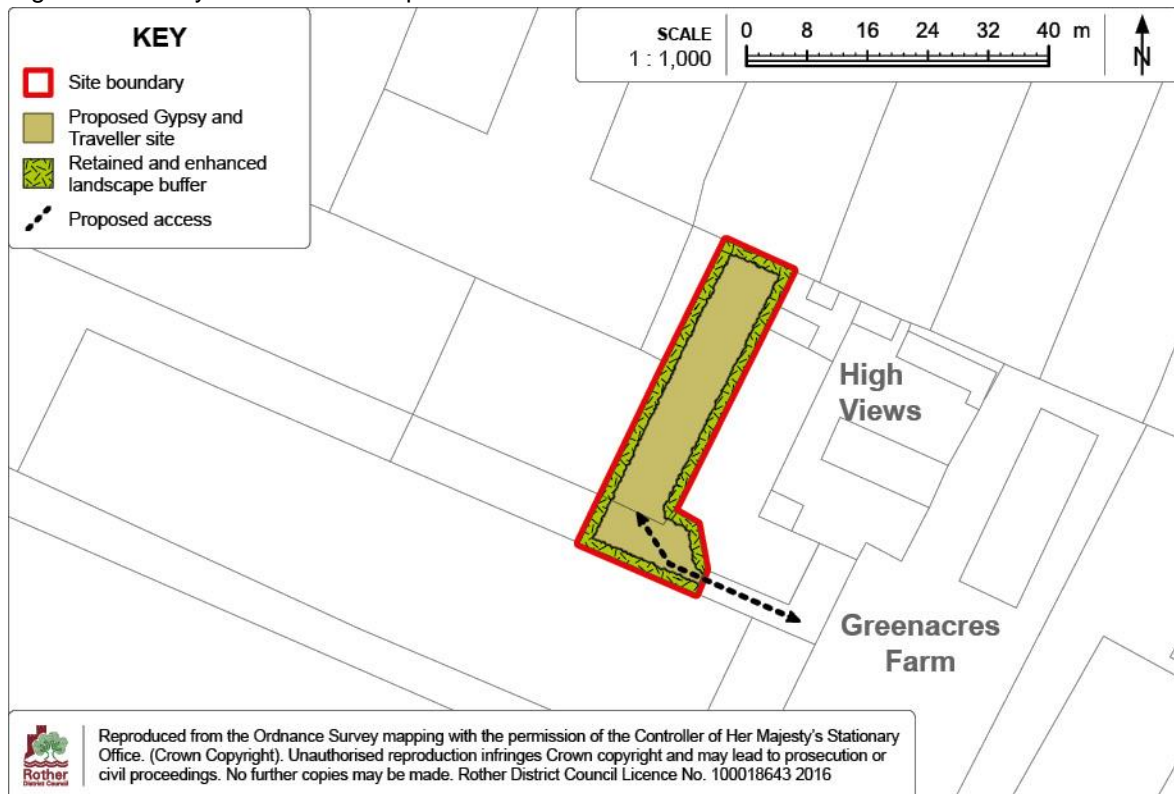 KEY
Site boundary
Proposed Gypsy and
Traveller site
Retained and enhanced
landscape buffer
Proposed access
SCALE
1 : 1,000
0 8 16 24 32 40 m
N
High
Views
Greenacres
Farm
Rother
District Council
Reproduced from the Ordnance Survey mapping with the permission of the Controller of Her Majesty's Stationary
Office. (Crown Copyright). Unauthorised reproduction infringes Crown copyright and may lead to prosecution or
civil proceedings. No further copies may be made. Rother District Council Licence No. 100018643 2016